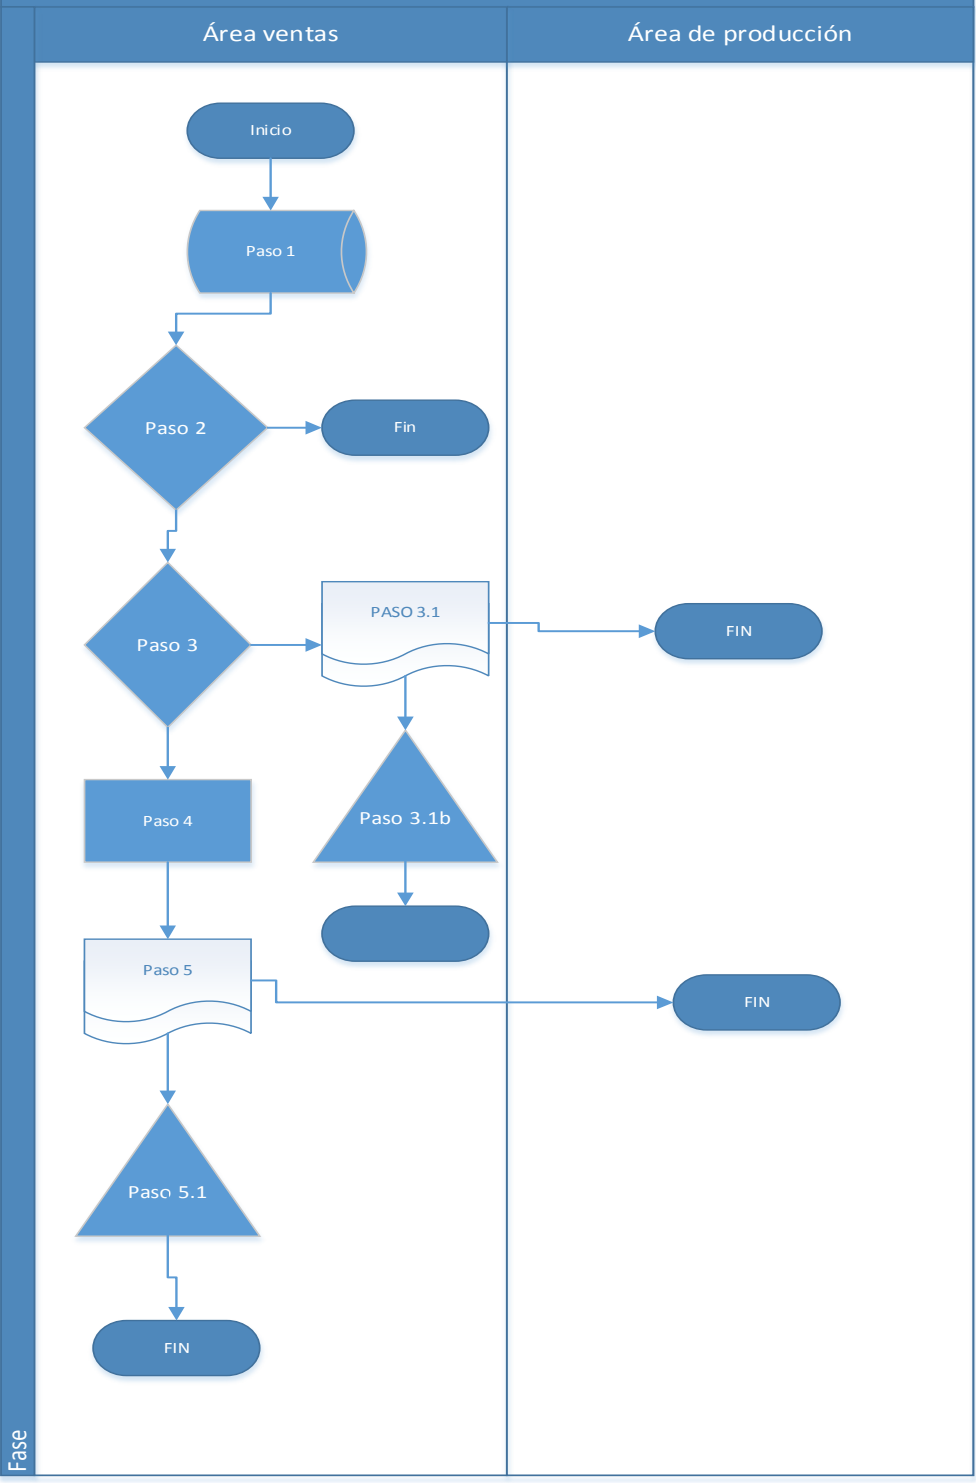 Área ventas
Área de producción
Inicio
Paso 1
Paso 2
Fin
Paso 3
PASO 3.1
FIN
Paso 4
Paso 3.1b
Paso 5
FIN
Paso 5.1
FIN
Fase